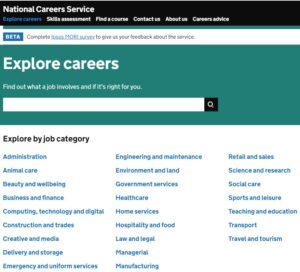 National Careers Service
Explore careers Skills assessment Find a course Contact us About us Careers advice
BETA Complete Ipsos MORI survey to give us your feedback about the service.
Explore careers
Find out what a job involves and if it's right for you.
Explore by job category
Administration
Animal care
Beauty and wellbeing
Business and finance
Computing, technology and digital
Construction and trades
Creative and media
Delivery and storage
Emergency and uniform services
Engineering and maintenance
Environment and land
Government services
Healthcare
Home services
Hospitality and food
Law and legal
Managerial
Manufacturing
Retail and sales
Science and research
Social care
Sports and leisure
Teaching and education
Transport
Travel and tourism